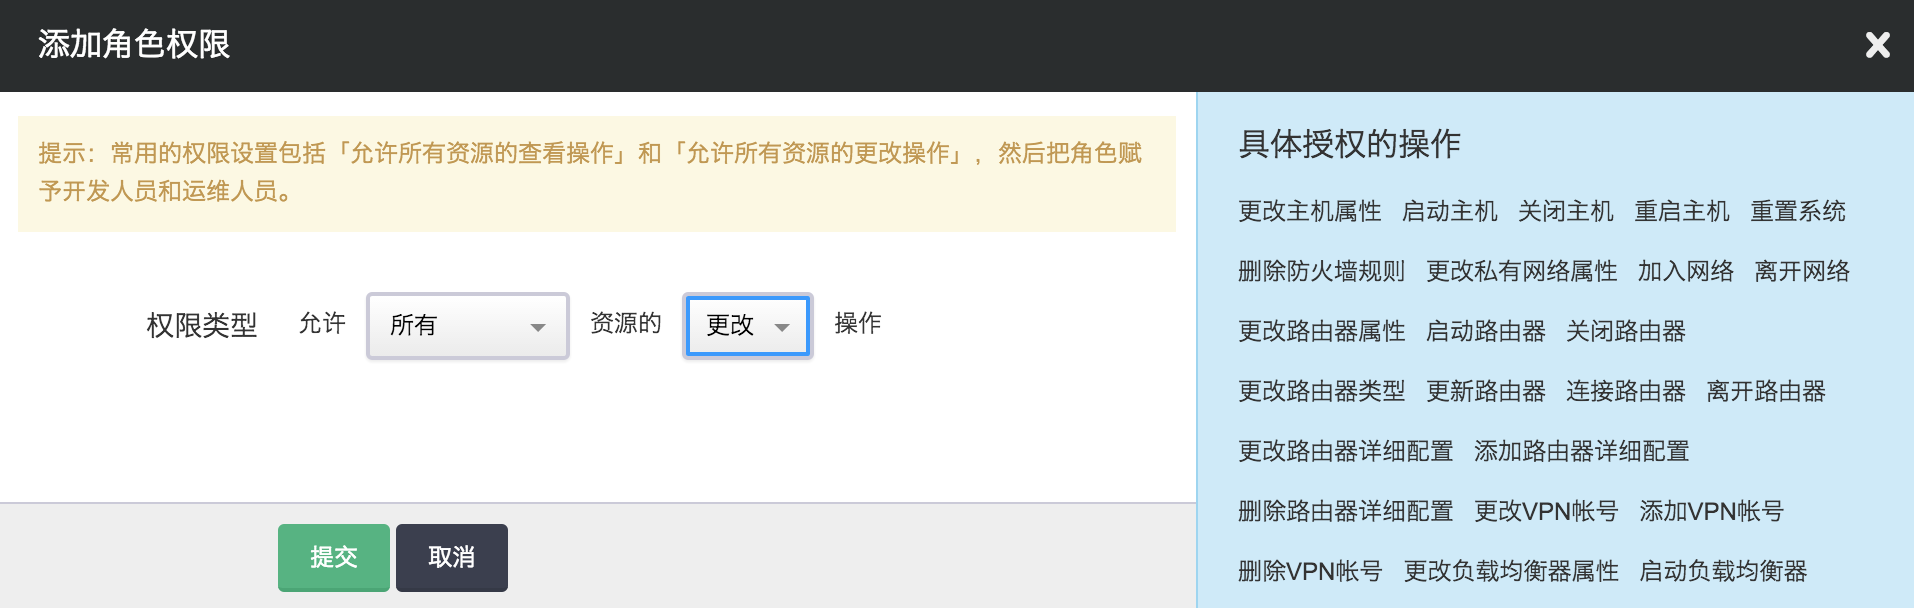 添加角色权限
提示：常用的权限设置包括「允许所有资源的查看操作」和「允许所有资源的更改操作」，然后把角色赋
予开发人员和运维人员。
权限类型 允许 所有 资源的 更改 操作
提交 取消
具体授权的操作
更改主机属性 启动主机 关闭主机 重启主机 重置系统
删除防火墙规则 更改私有网络属性 加入网络 离开网络
更改路由器属性 启动路由器 关闭路由器
更改路由器类型 更新路由器 连接路由器 离开路由器
更改路由器详细配置 添加路由器详细配置
删除路由器详细配置 更改VPN帐号 添加VPN帐号
删除VPN帐号 更改负载均衡器属性 启动负载均衡器